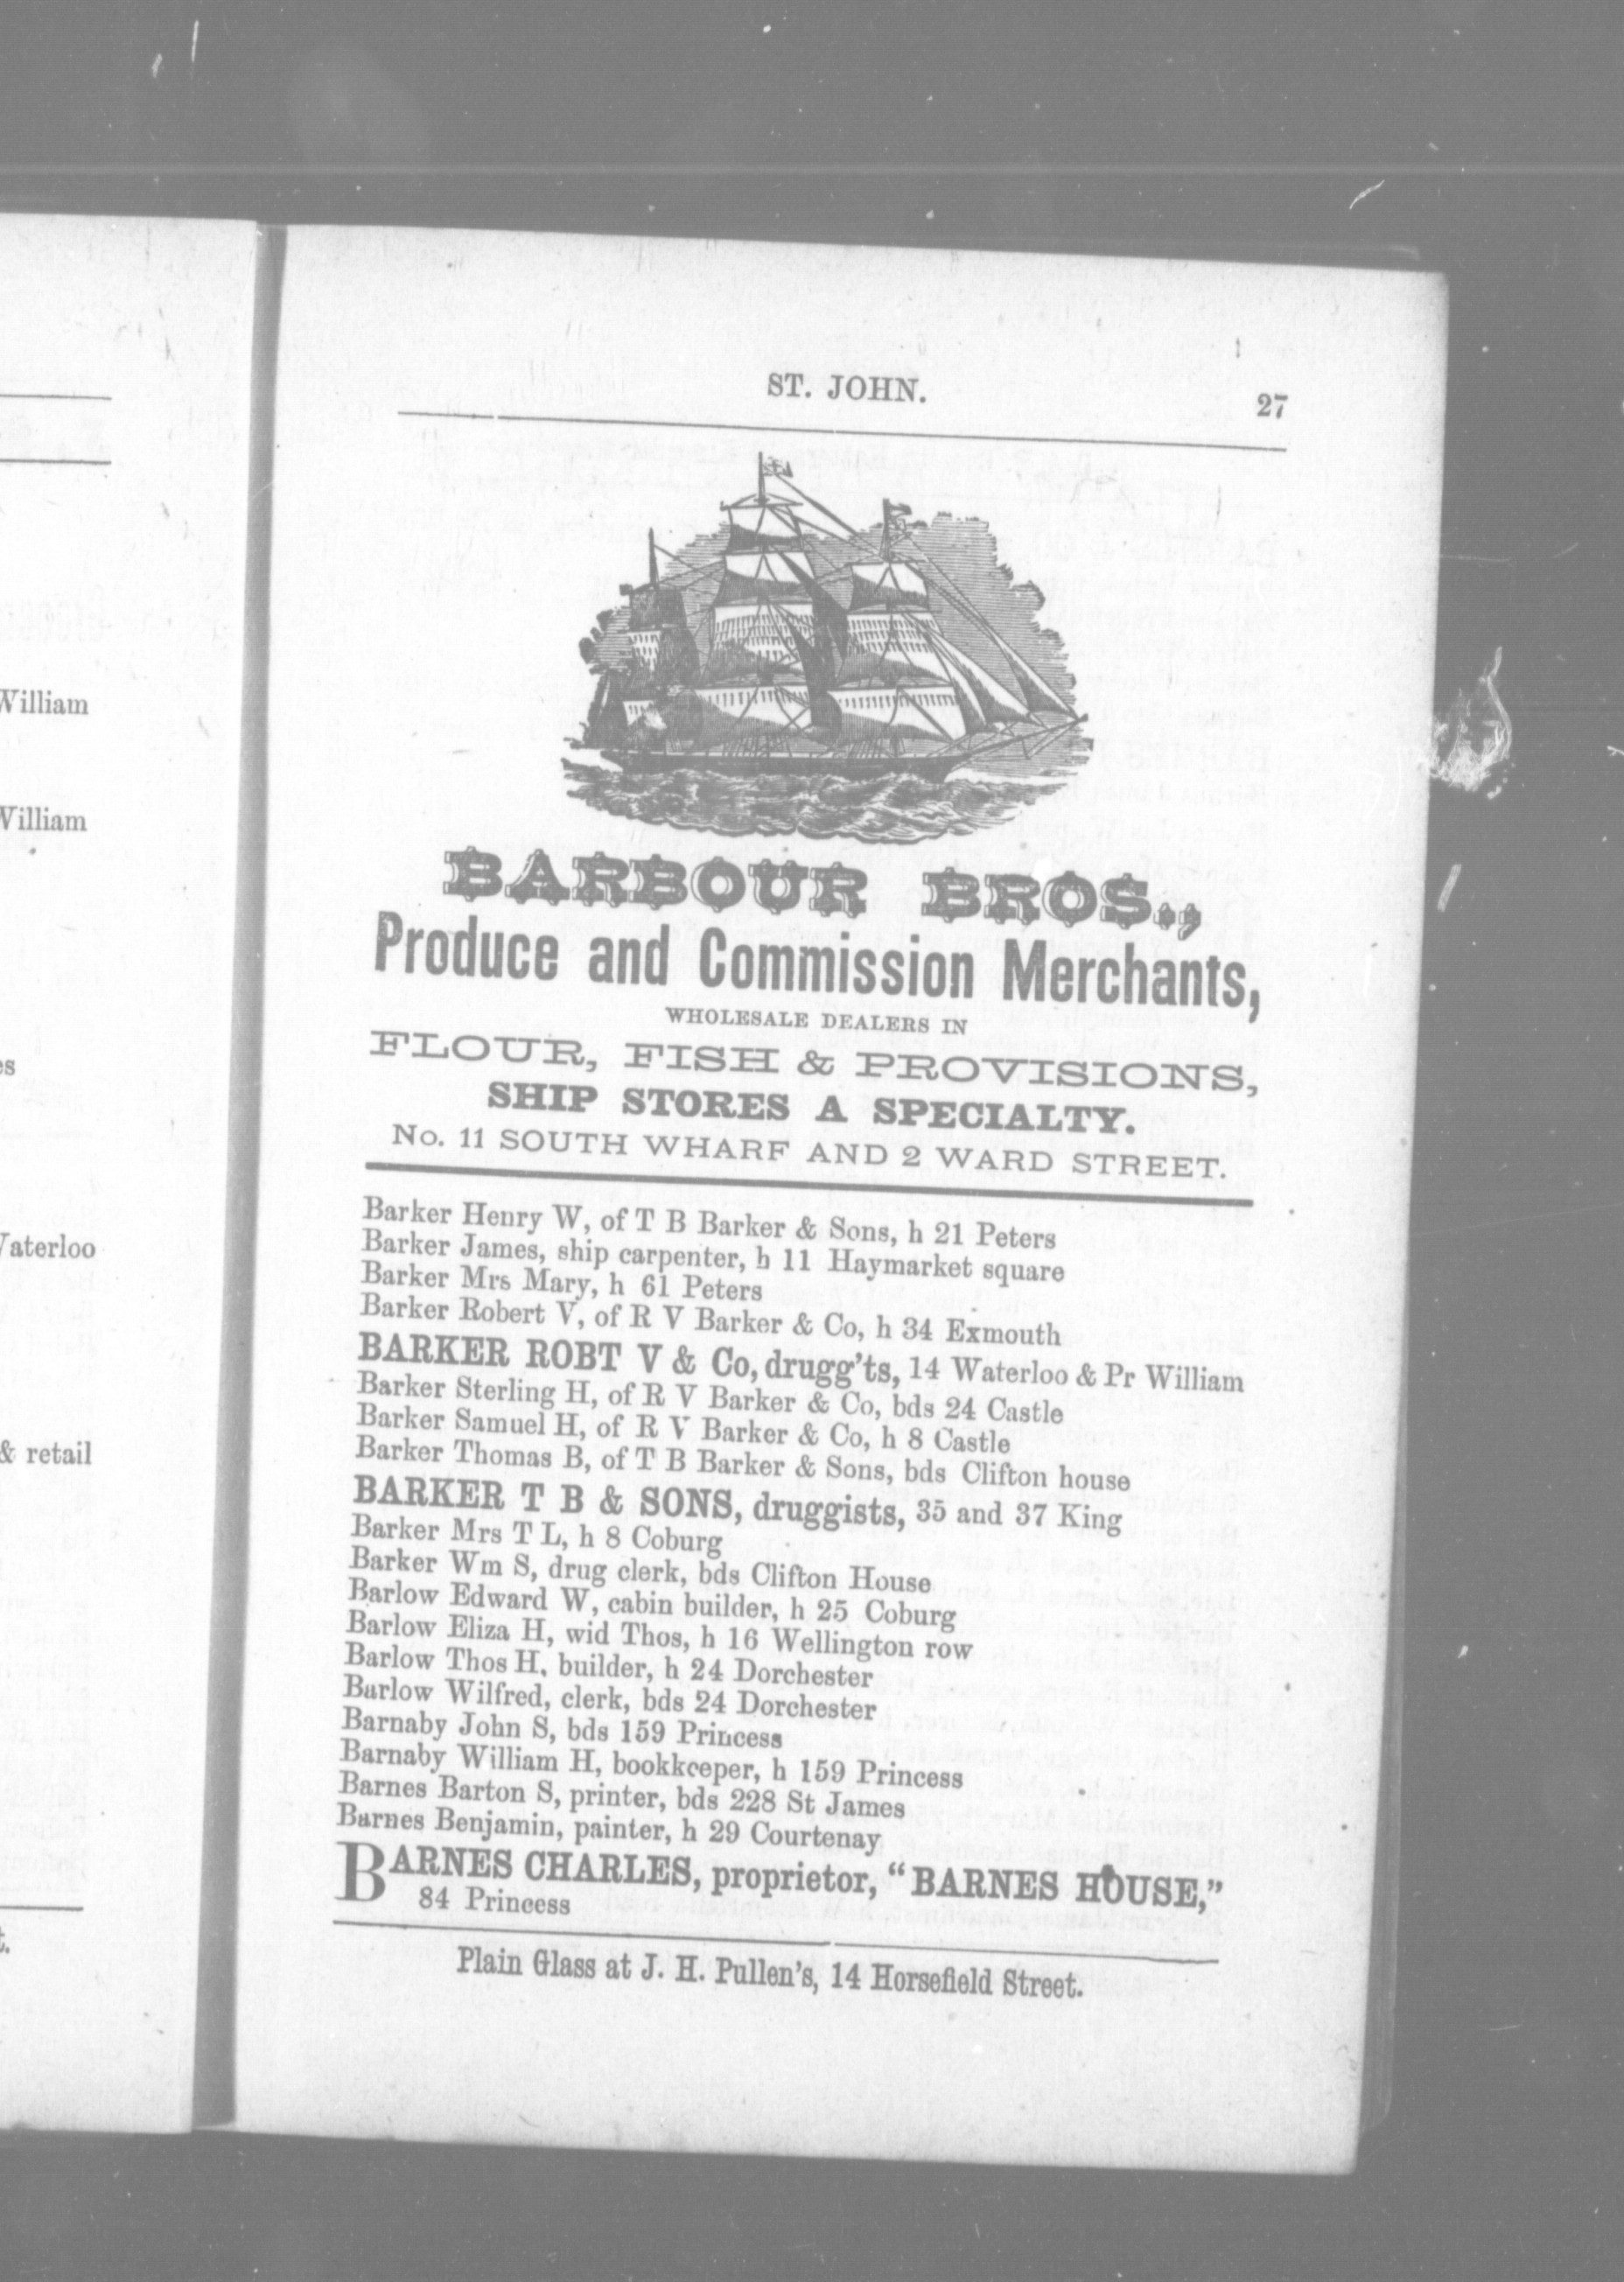 William
William
es
Waterloo
& retail
t.
ST. JOHN.
27
BARBOUR BROS.,
Produce and Commission Merchants,
WHOLESALE DEALERS IN
FLOUR, FISH & PROVISIONS,
SHIP STORES A SPECIALTY.
No. 11 SOUTH WHARF AND 2 WARD STREET.
Barker Henry W, of T B Barker & Sons, h 21 Peters
Barker James, ship carpenter, h 11 Haymarket square
Barker Mrs Mary, h 61 Peters
Barker Robert V, of R V Barker & Co, h 34 Exmouth
BARKER ROBT V & Co, drugg'ts, 14 Waterloo & Pr William
Barker Sterling H, of R V Barker & Co, bds 24 Castle
Barker Samuel H, of R V Barker & Co, h 8 Castle
Barker Thomas B, of T B Barker & Sons, bds Clifton house
BARKER T B & SONS, druggists, 35 and 37 King
Barker Mrs T L, h 8 Coburg
Barker Wm S, drug clerk, bds Clifton House
Barlow Edward W, cabin builder, h 25 Coburg
Barlow Eliza H, wid Thos, h 16 Wellington row
Barlow Thos H, builder, h 24 Dorchester
Barlow Wilfred, clerk, bds 24 Dorchester
Barnaby John S, bds 159 Princess
Barnaby William H, bookkeeper, h 159 Princess
Barnes Barton S, printer, bds 228 St James
Barnes Benjamin, painter, h 29 Courtenay
BARNES CHARLES, proprietor, "BARNES HOUSE,"
84 Princess
Plain Glass at J. H. Pullen's, 14 Horsefield Street.